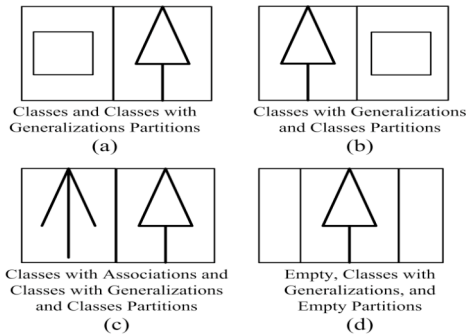 Classes and Classes with
Generalizations Partitions
(a)
Classes with Generalizations
and Classes Partitions
(b)
Classes with Associations and
Classes with Generalizations
and Classes Partitions
(c)
Empty, Classes with
Generalizations, and
Empty Partitions
(d)